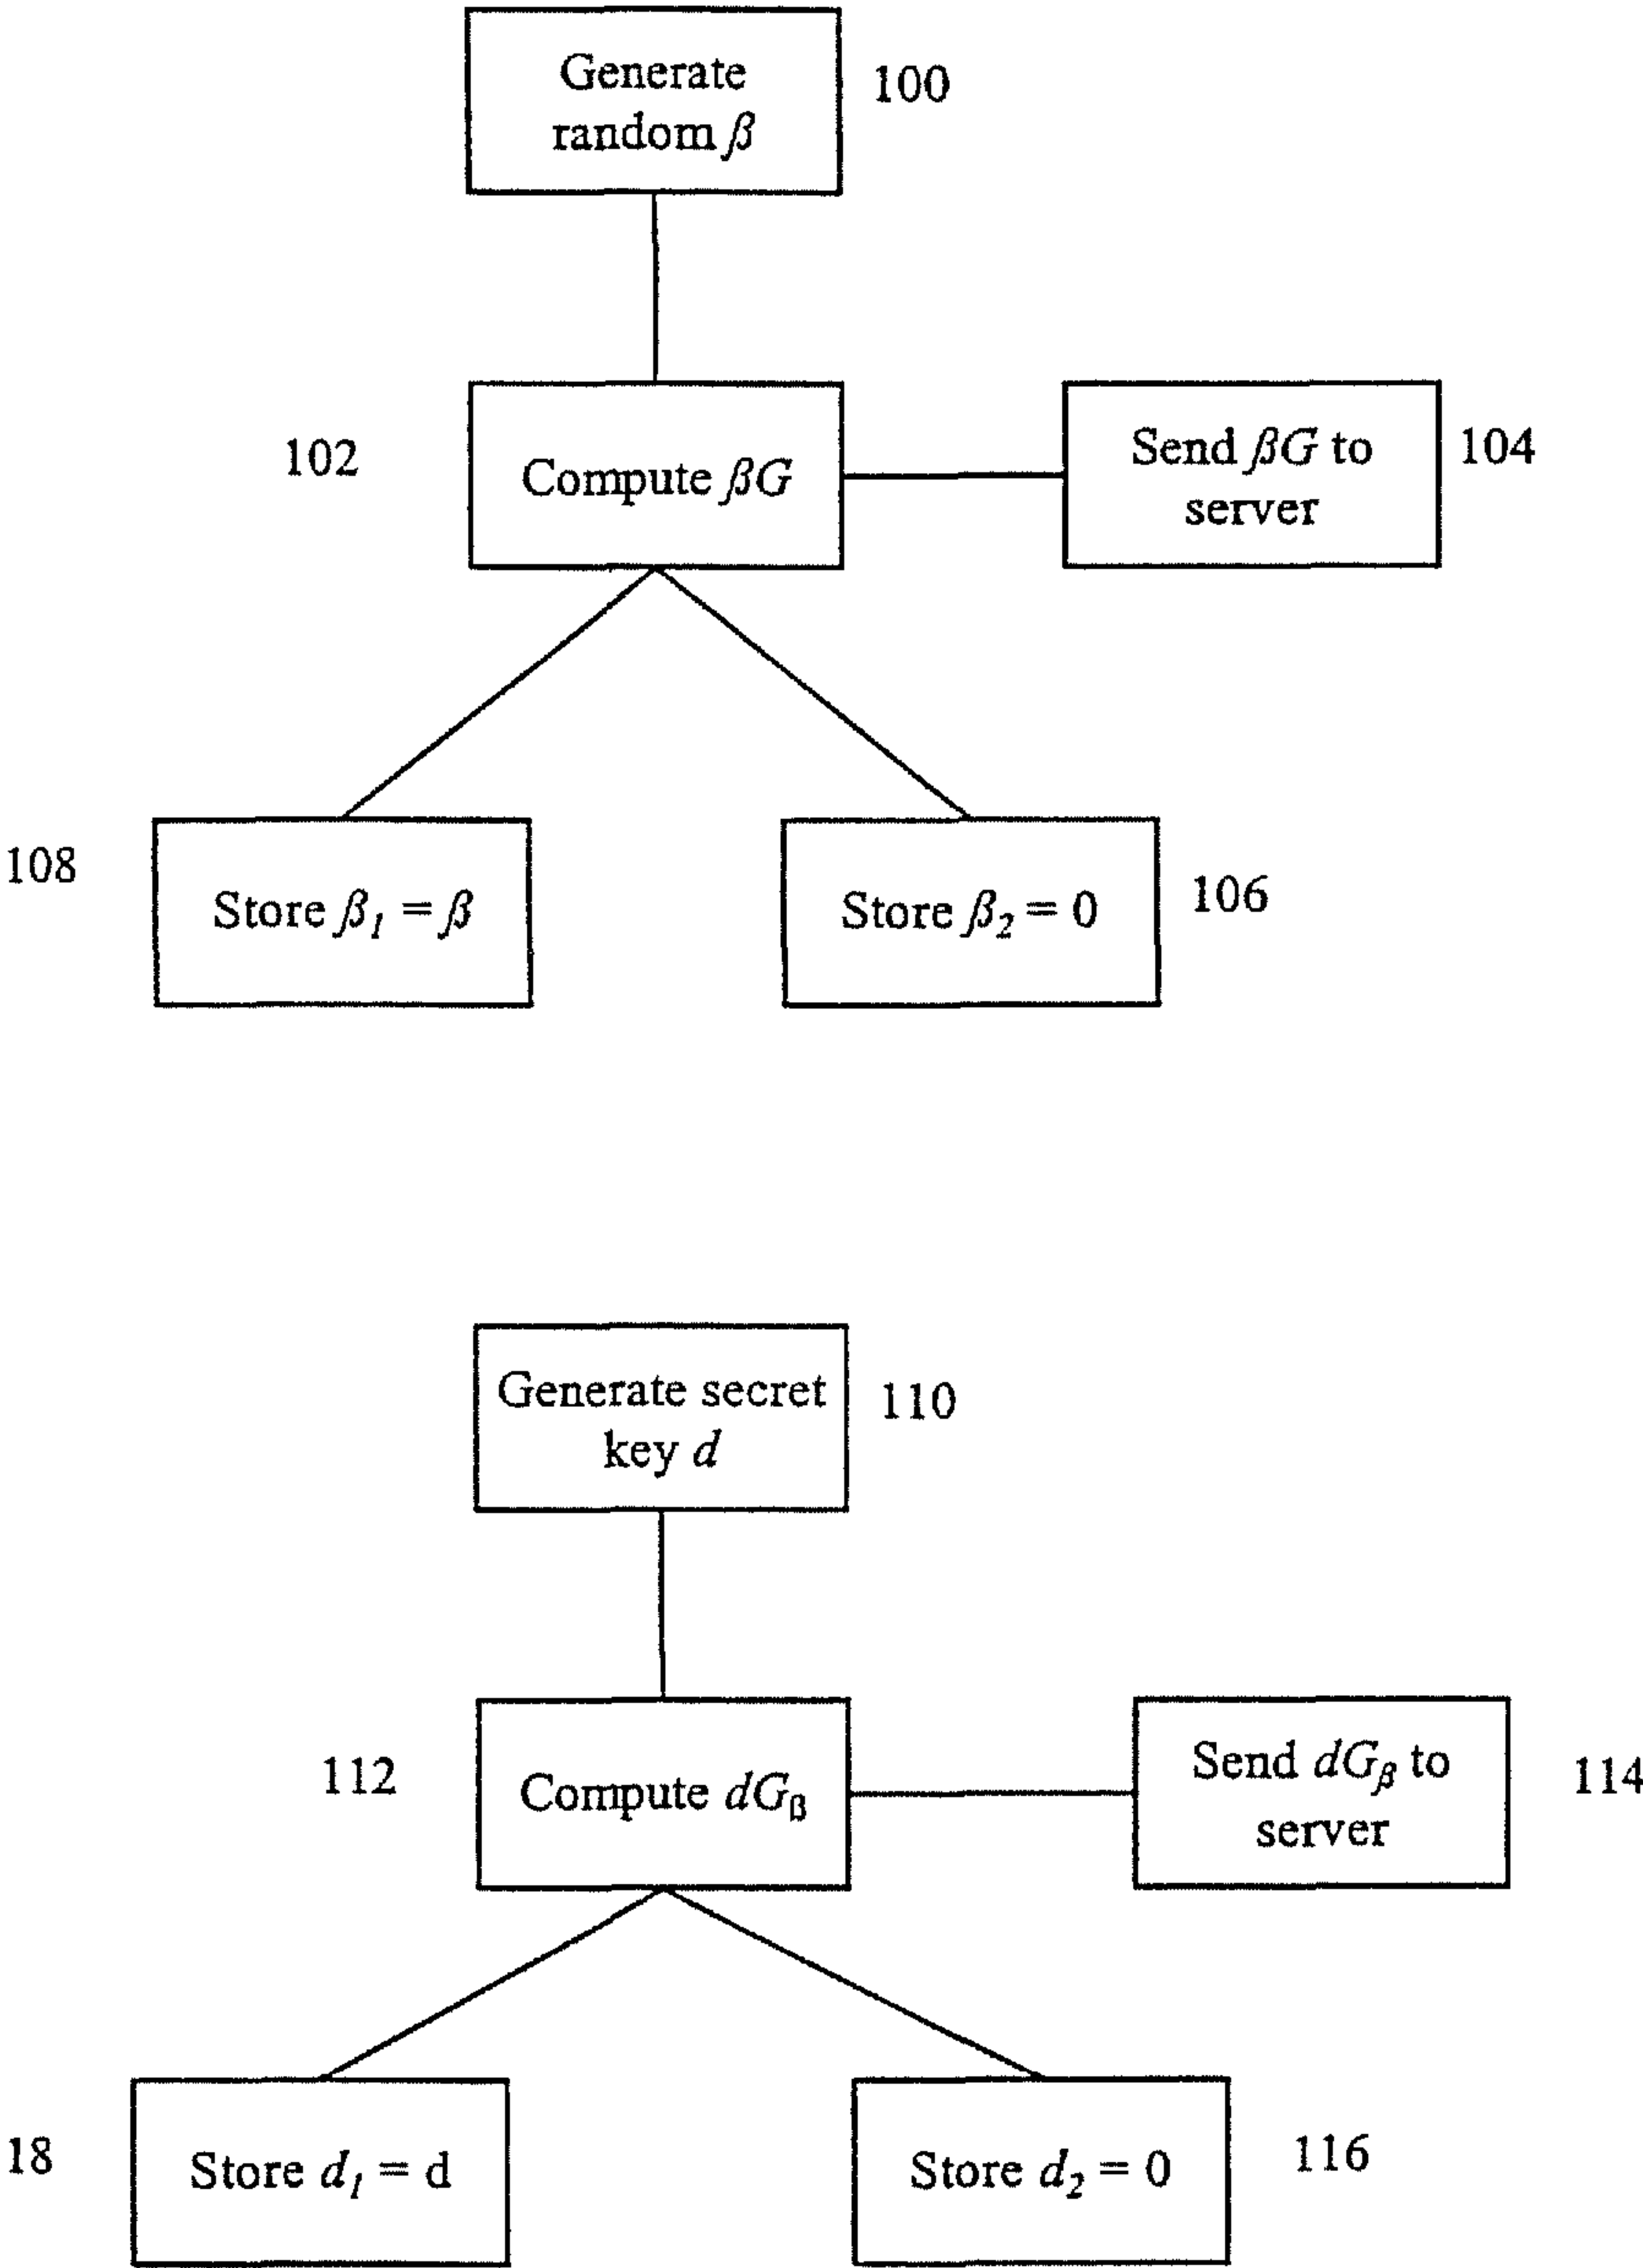 Generate
random β
100
102
Compute βG
Send βG to
server
104
108
Store β₁ = β
Store β₂ = 0
106
Generate secret
key d
110
112
Compute dGβ
Send dGβ to
server
114
18
Store d₁ = d
Store d₂ = 0
116